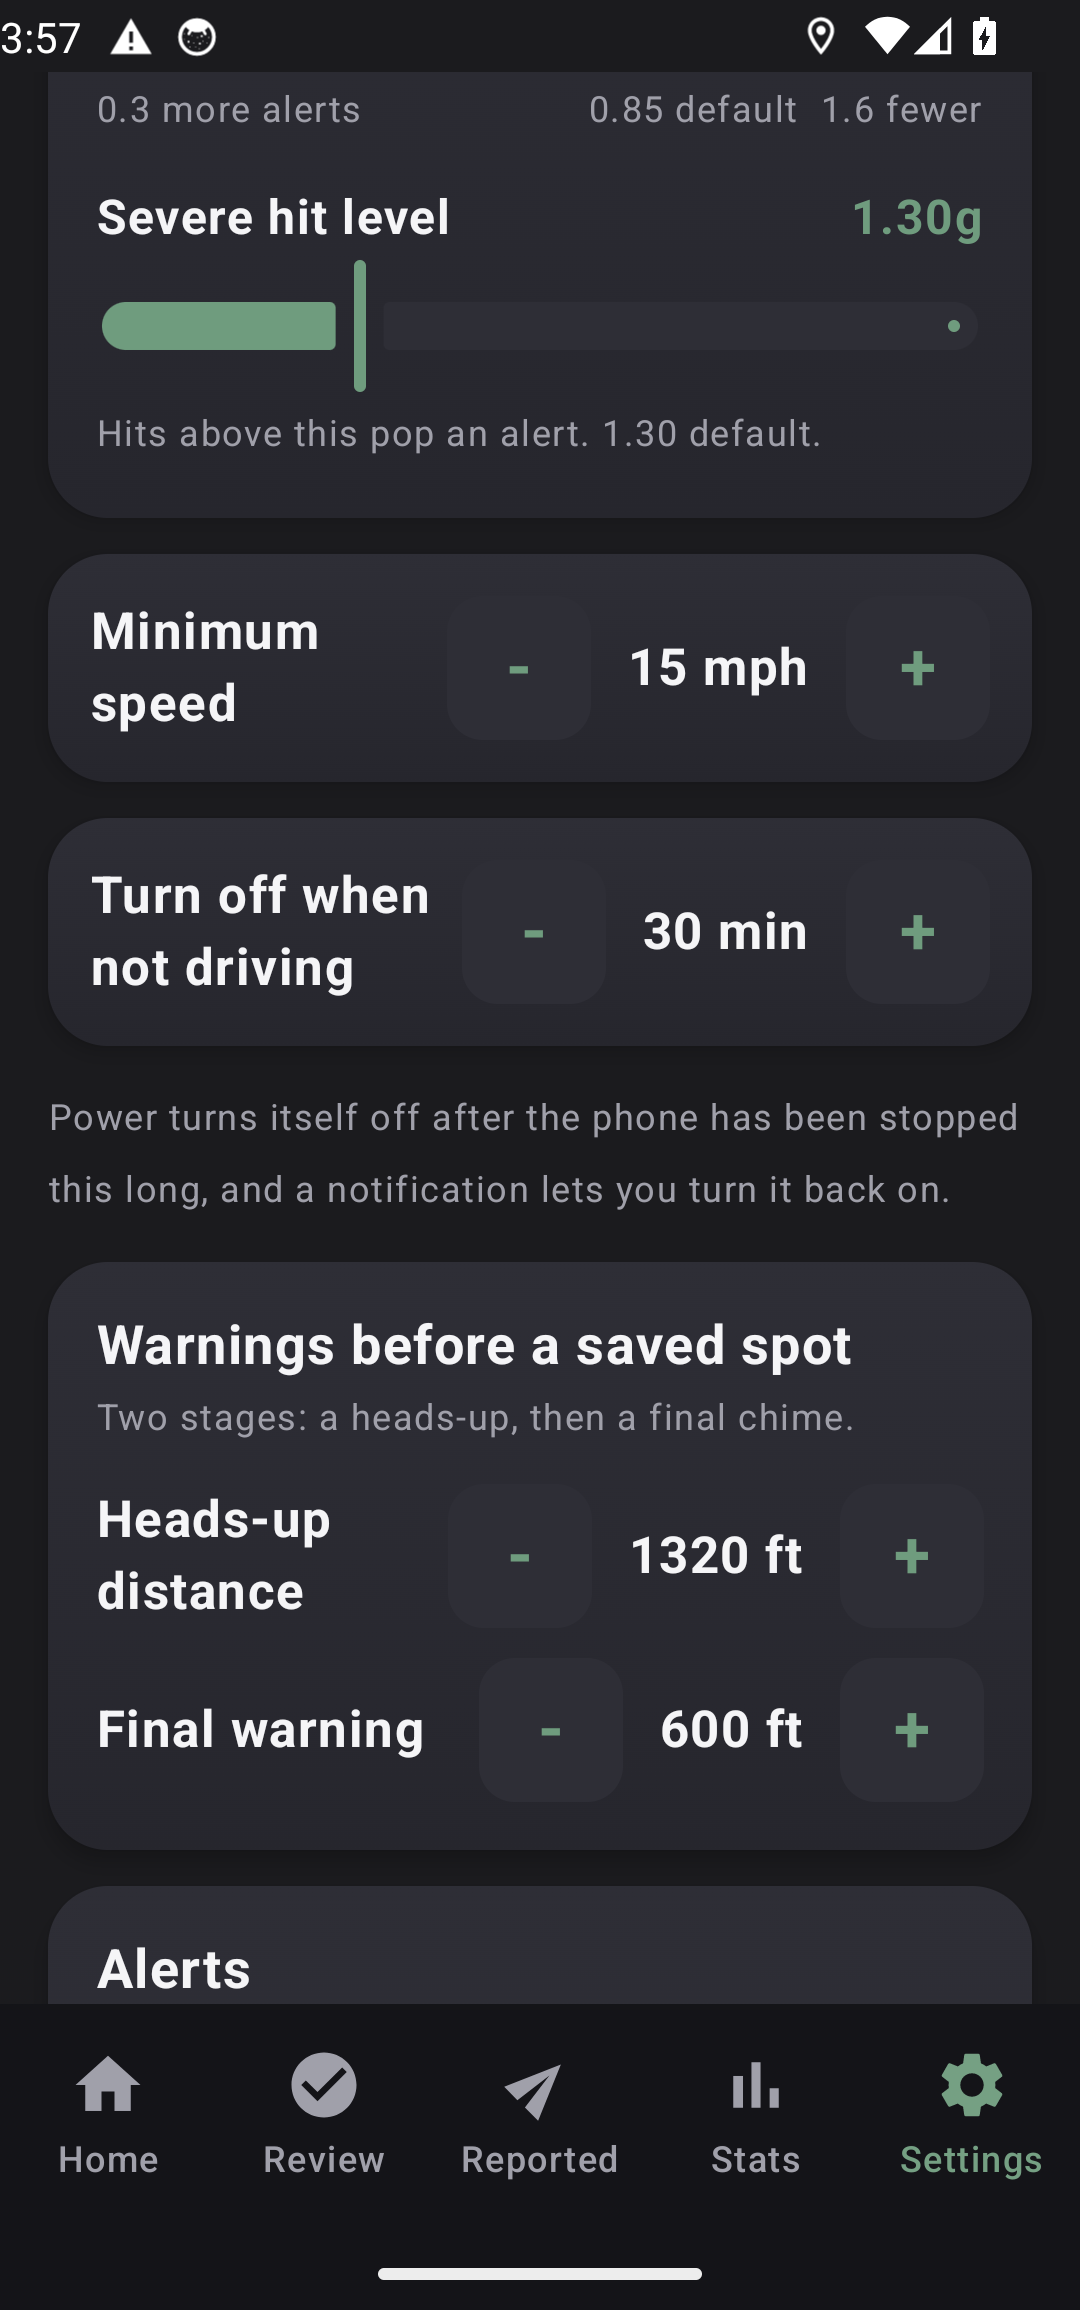 3:57
0.3 more alerts 0.85 default 1.6 fewer
Severe hit level 1.30g
Hits above this pop an alert. 1.30 default.
Minimum
speed
- 15 mph +
Turn off when
not driving
- 30 min +
Power turns itself off after the phone has been stopped
this long, and a notification lets you turn it back on.
Warnings before a saved spot
Two stages: a heads-up, then a final chime.
Heads-up
distance
- 1320 ft +
Final warning - 600 ft +
Alerts
Home Review Reported Stats Settings